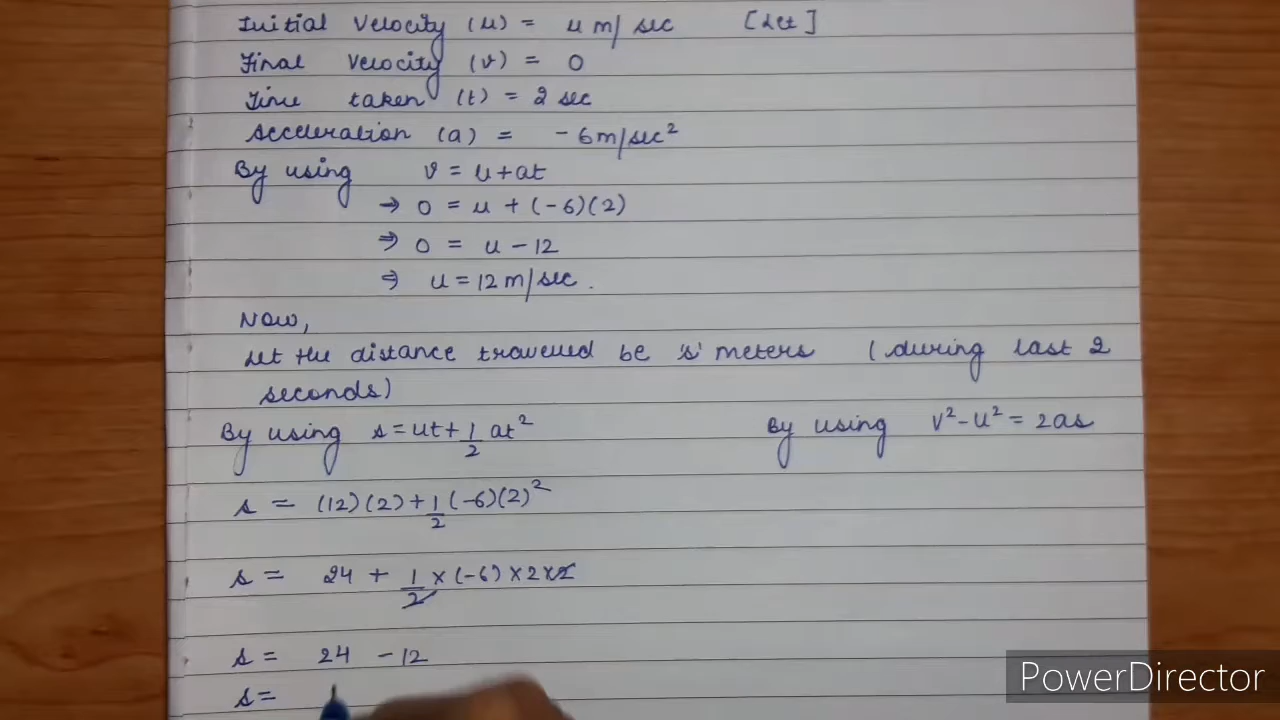 Initial Velocity (u) = u m/sec [Let]
Final Velocity (v) = 0
Time taken (t) = 2 sec
Acceleration (a) = -6m/sec²
By using v = u+at
→ 0 = u + (-6)(2)
⇒ 0 = u - 12
⇒ u = 12 m/sec.
Now,
Let the distance travelled be 's' meters (during last 2
seconds)
By using s = ut + 1/2 at² By using v² - u² = 2as
s = (12)(2) + 1/2 (-6)(2)²
s = 24 + 1/2 × (-6) × 2 × 2
s = 24 - 12
s =
PowerDirector